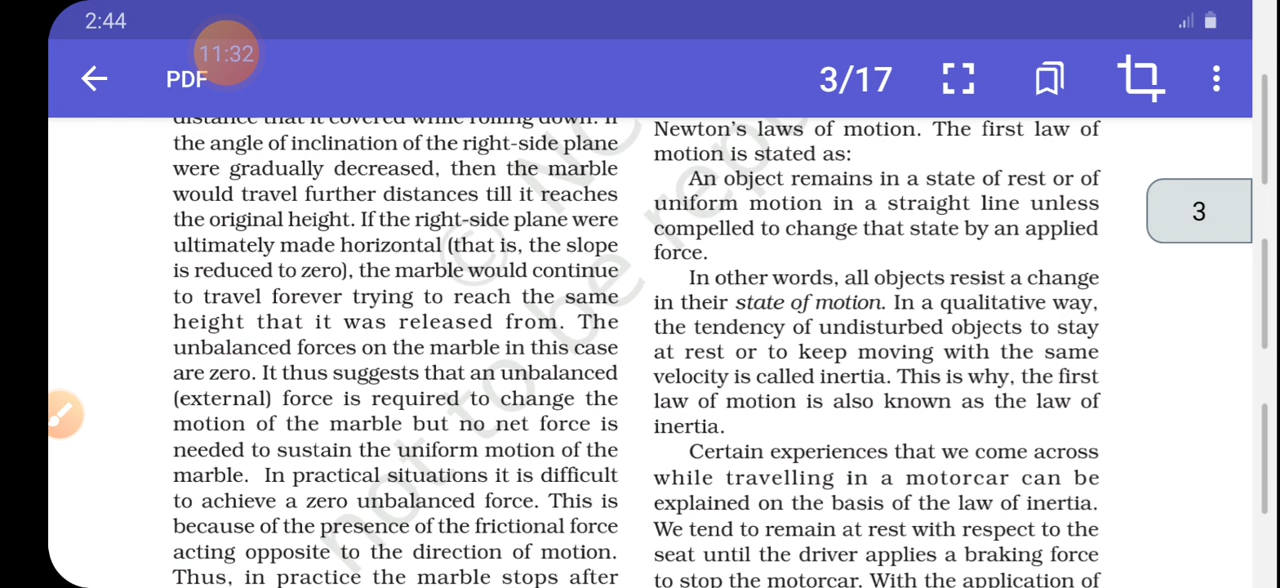 2:44
11:32
PDF
3/17
distance that it covered while rolling down. If
the angle of inclination of the right-side plane
were gradually decreased, then the marble
would travel further distances till it reaches
the original height. If the right-side plane were
ultimately made horizontal (that is, the slope
is reduced to zero), the marble would continue
to travel forever trying to reach the same
height that it was released from. The
unbalanced forces on the marble in this case
are zero. It thus suggests that an unbalanced
(external) force is required to change the
motion of the marble but no net force is
needed to sustain the uniform motion of the
marble. In practical situations it is difficult
to achieve a zero unbalanced force. This is
because of the presence of the frictional force
acting opposite to the direction of motion.
Thus, in practice the marble stops after
Newton's laws of motion. The first law of
motion is stated as:
An object remains in a state of rest or of
uniform motion in a straight line unless
compelled to change that state by an applied
force.
In other words, all objects resist a change
in their state of motion. In a qualitative way,
the tendency of undisturbed objects to stay
at rest or to keep moving with the same
velocity is called inertia. This is why, the first
law of motion is also known as the law of
inertia.
Certain experiences that we come across
while travelling in a motorcar can be
explained on the basis of the law of inertia.
We tend to remain at rest with respect to the
seat until the driver applies a braking force
to stop the motorcar. With the application of
3
© NC
not to be rep